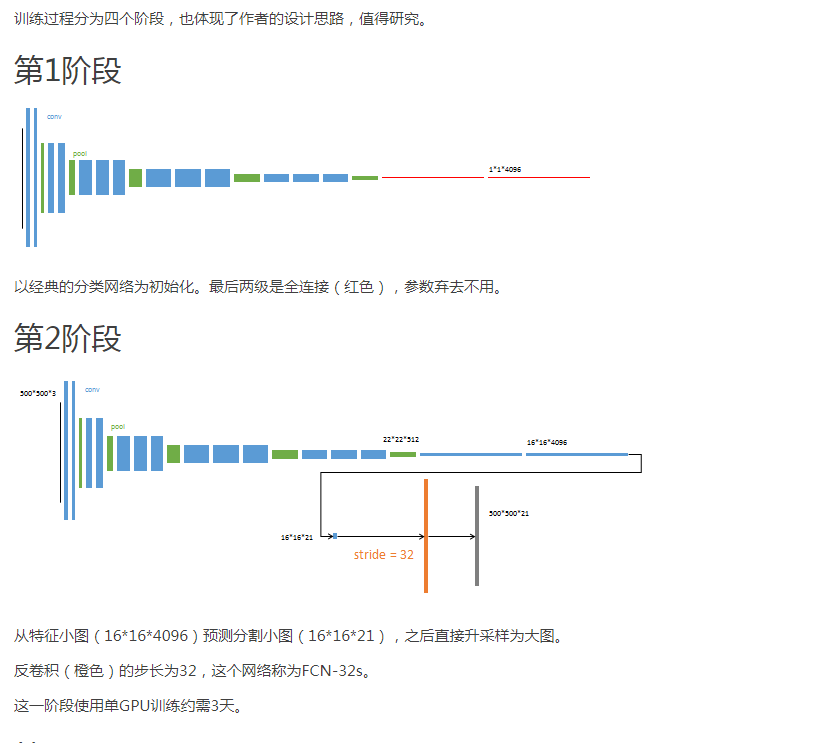 训练过程分为四个阶段，也体现了作者的设计思路，值得研究。
第1阶段
conv
pool
1*1*4096
以经典的分类网络为初始化。最后两级是全连接（红色），参数弃去不用。
第2阶段
500*500*3
conv
pool
22*22*512
16*16*4096
16*16*21
500*500*21
stride = 32
从特征小图（16*16*4096）预测分割小图（16*16*21），之后直接升采样为大图。
反卷积（橙色）的步长为32，这个网络称为FCN-32s。
这一阶段使用单GPU训练约需3天。